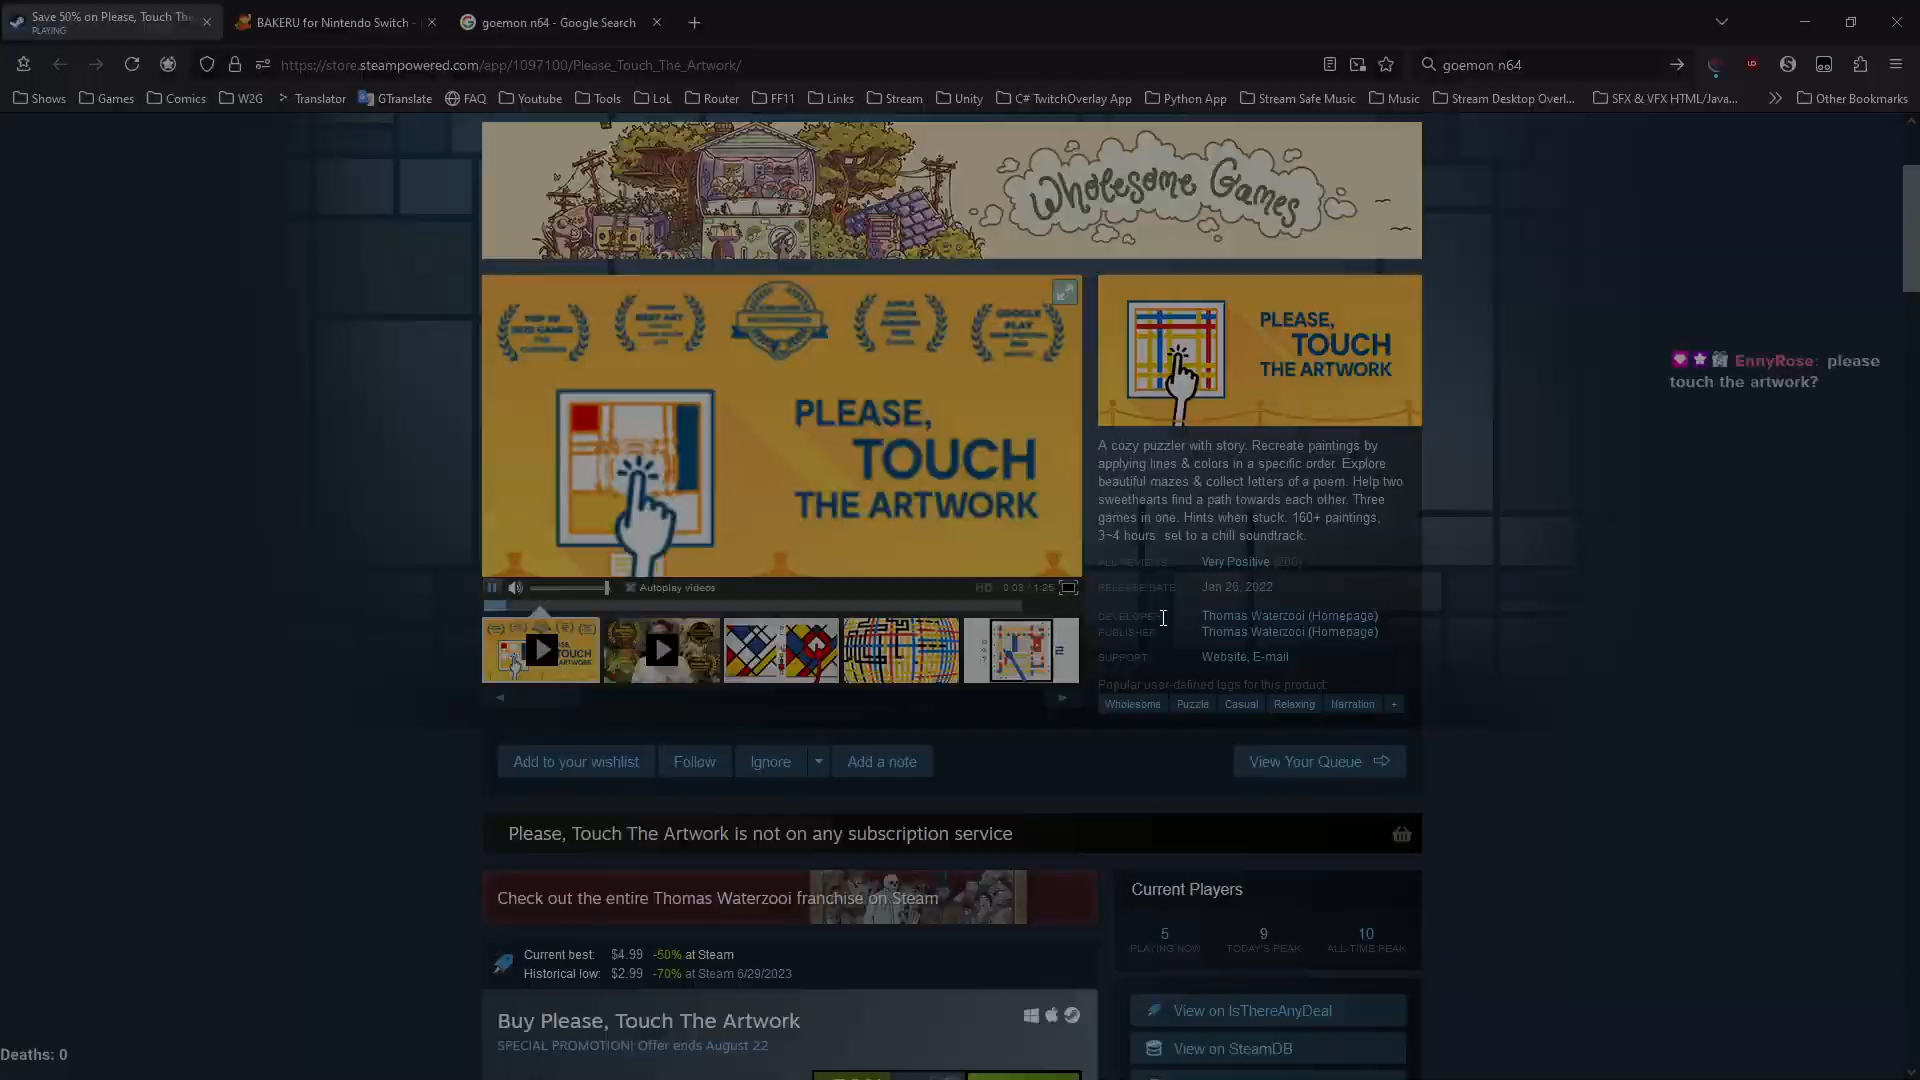 Save 50% on Please, Touch The
PLAYING
BAKERU for Nintendo Switch -
goemon n64 - Google Search
https://store.steampowered.com/app/1097100/Please_Touch_The_Artwork/
goemon n64
Shows
Games
Comics
W2G
Translator
GTranslate
FAQ
Youtube
Tools
LoL
Router
FF11
Links
Stream
Unity
C# TwitchOverlay App
Python App
Stream Safe Music
Music
Stream Desktop Overl...
SFX & VFX HTML/Java...
Other Bookmarks
Wholesome Games
PLEASE,
TOUCH
THE ARTWORK
PLEASE,
TOUCH
THE ARTWORK
EnnyRose: please
touch the artwork?
A cozy puzzler with story. Recreate paintings by
applying lines & colors in a specific order. Explore
beautiful mazes & collect letters of a poem. Help two
sweethearts find a path towards each other. Three
games in one. Hints when stuck. 160+ paintings,
3~4 hours set to a chill soundtrack.
ALL REVIEWS: Very Positive (200)
RELEASE DATE: Jan 26, 2022
DEVELOPER: Thomas Waterzooi (Homepage)
PUBLISHER: Thomas Waterzooi (Homepage)
SUPPORT: Website, E-mail
Popular user-defined tags for this product:
Wholesome Puzzle Casual Relaxing Narration +
Autoplay videos
HD 0:03 / 1:25
Add to your wishlist
Follow
Ignore
Add a note
View Your Queue
Please, Touch The Artwork is not on any subscription service
Check out the entire Thomas Waterzooi franchise on Steam
Current Players
5 9 10
PLAYING NOW TODAY'S PEAK ALL-TIME PEAK
Current best: $4.99 -50% at Steam
Historical low: $2.99 -70% at Steam 6/29/2023
View on IsThereAnyDeal
View on SteamDB
Buy Please, Touch The Artwork
SPECIAL PROMOTION! Offer ends August 22
Deaths: 0